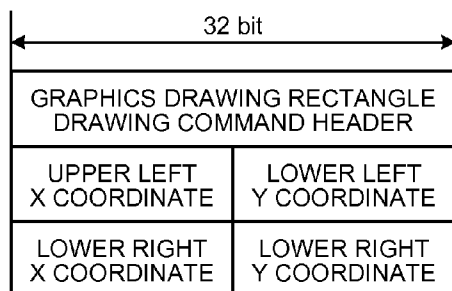 32 bit
GRAPHICS DRAWING RECTANGLE
DRAWING COMMAND HEADER
UPPER LEFT
X COORDINATE
LOWER LEFT
Y COORDINATE
LOWER RIGHT
X COORDINATE
LOWER RIGHT
Y COORDINATE